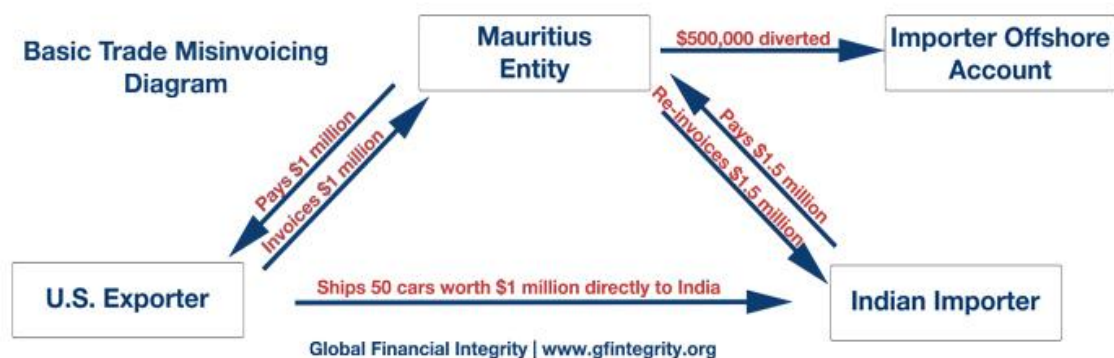 Basic Trade Misinvoicing
Diagram
Mauritius
Entity
$500,000 diverted
Importer Offshore
Account
Pays $1 million
Invoices $1 million
Re-invoices $1.5 million
Pays $1.5 million
U.S. Exporter
Ships 50 cars worth $1 million directly to India
Indian Importer
Global Financial Integrity | www.gfintegrity.org